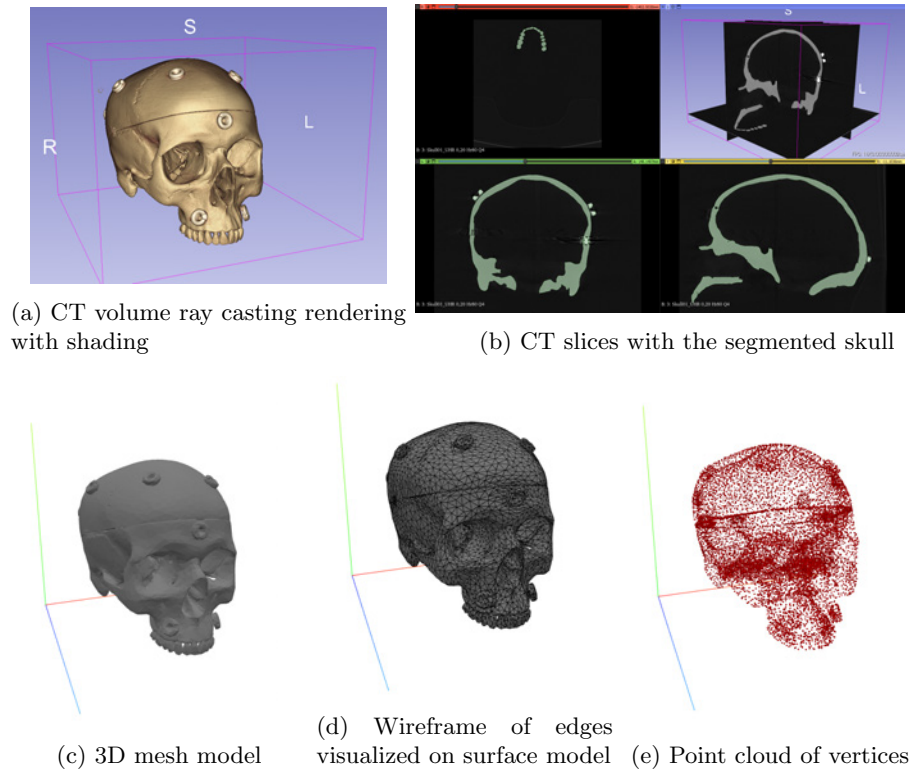 S
R
L
(a) CT volume ray casting rendering
with shading
S
L
(b) CT slices with the segmented skull
(c) 3D mesh model
(d) Wireframe of edges
visualized on surface model
(e) Point cloud of vertices